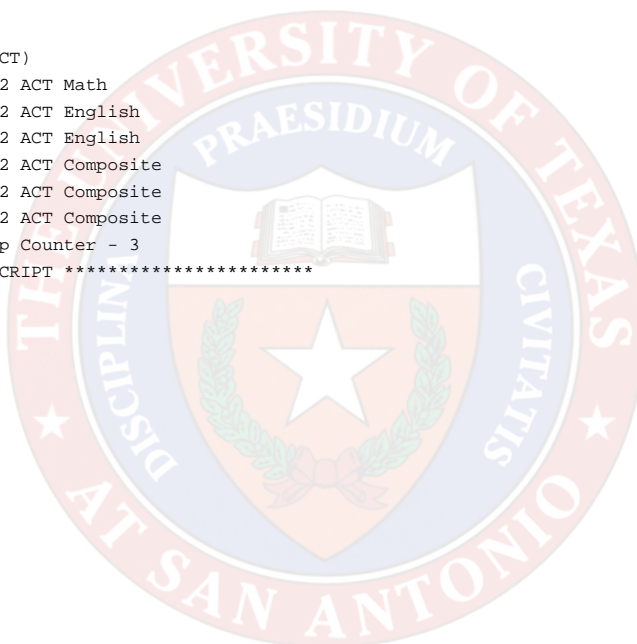 CT)
2 ACT Math
2 ACT English
2 ACT English
2 ACT Composite
2 ACT Composite
2 ACT Composite
p Counter - 3
CRIPT ***********************
THE UNIVERSITY OF TEXAS
AT SAN ANTONIO
PRAESIDIUM
DISCIPLINA
CIVITATIS